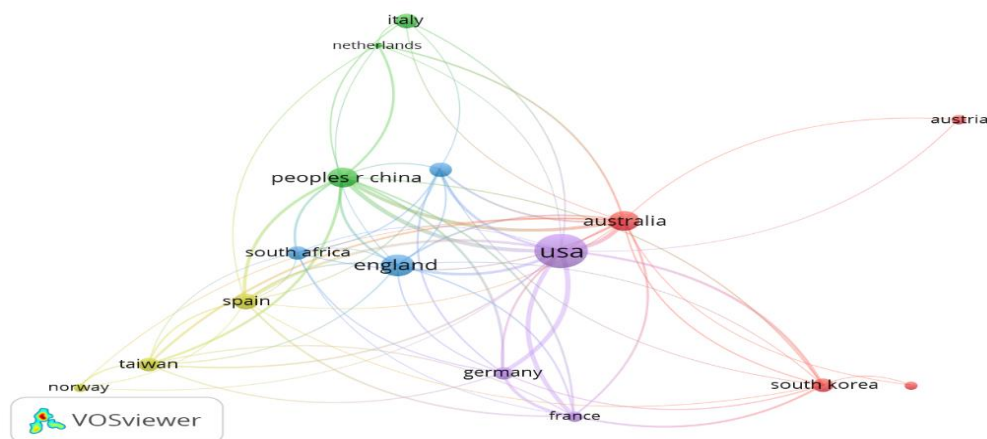 italy
netherlands
austria
peoples r china
australia
south africa
usa
england
spain
taiwan
germany
norway
south korea
france
VOSviewer